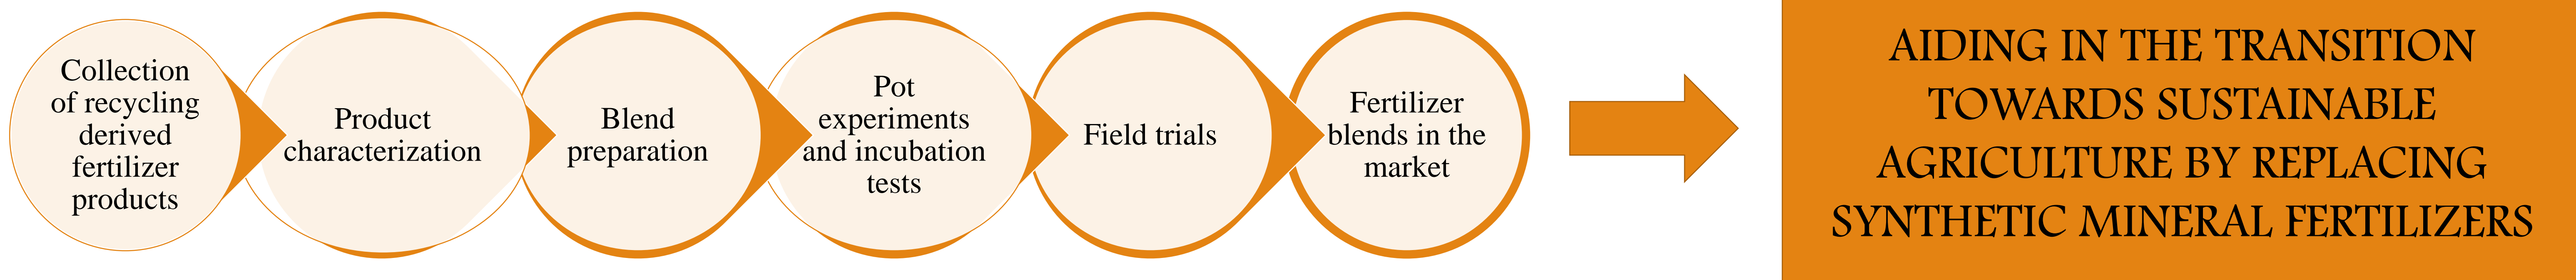 Collection
of recycling
derived
fertilizer
products
Product
characterization
Blend
preparation
Pot
experiments
and incubation
tests
Field trials
Fertilizer
blends in the
market
AIDING IN THE TRANSITION
TOWARDS SUSTAINABLE
AGRICULTURE BY REPLACING
SYNTHETIC MINERAL FERTILIZERS